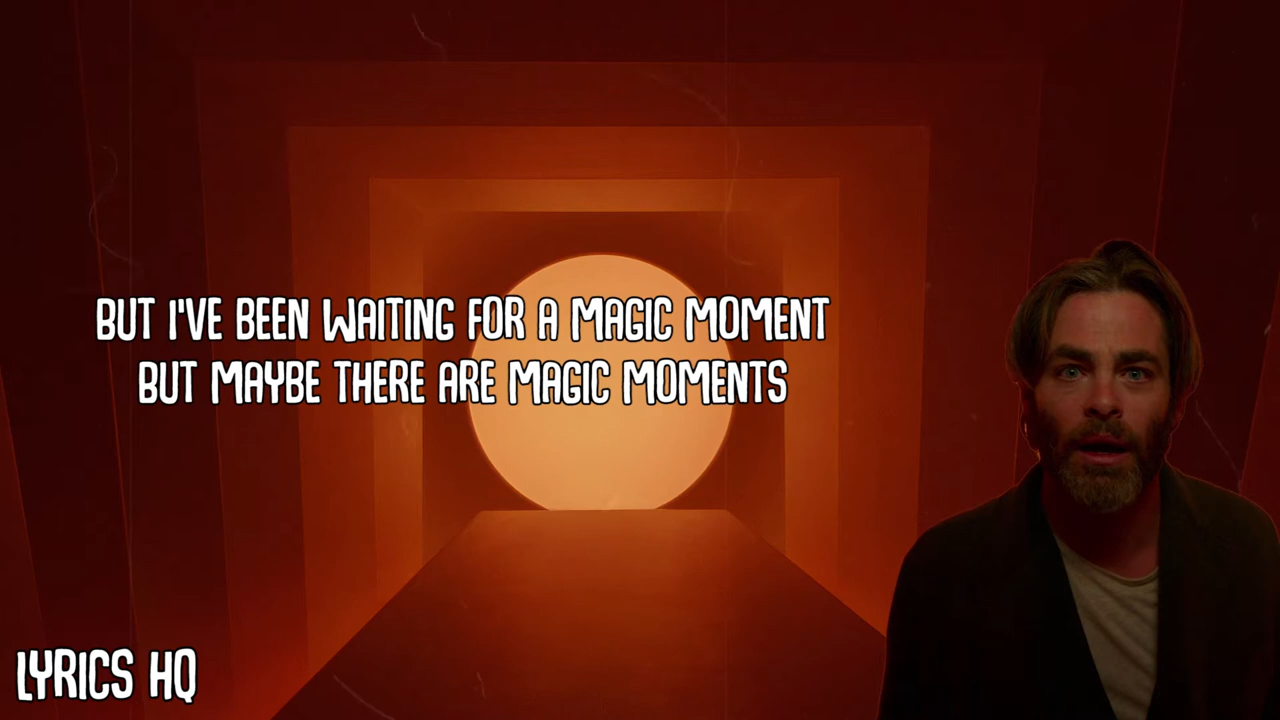 BUT I'VE BEEN WAITING FOR A MAGIC MOMENT
BUT MAYBE THERE ARE MAGIC MOMENTS
LYRICS HQ